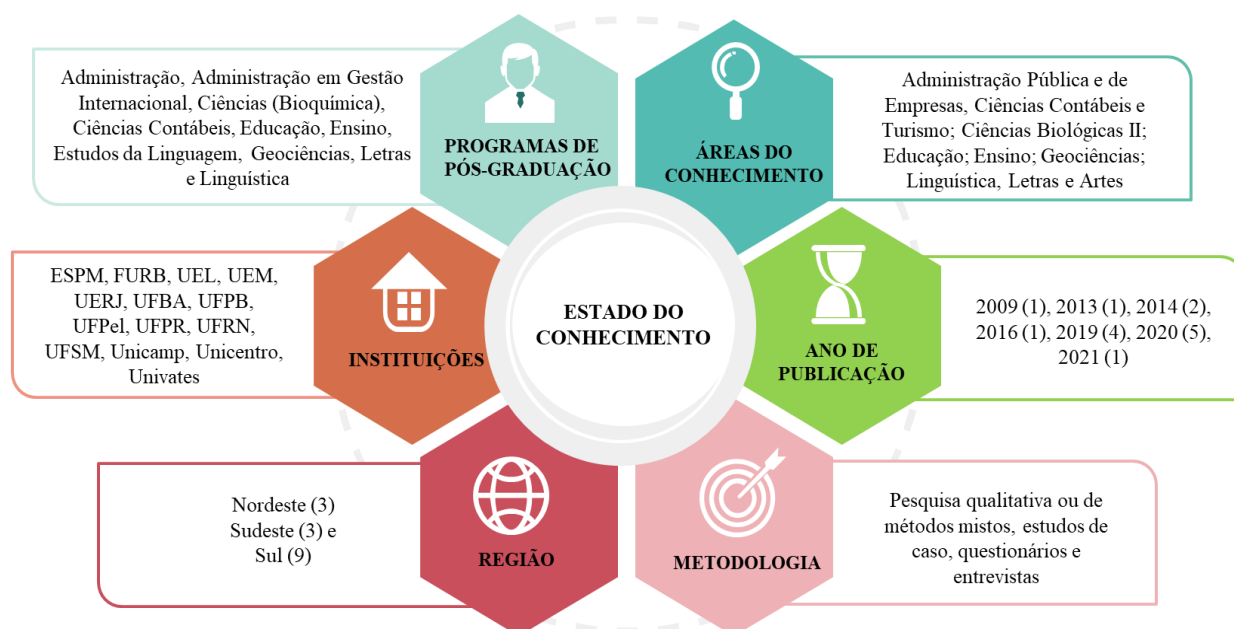 Administração, Administração em Gestão
Internacional, Ciências (Bioquímica),
Ciências Contábeis, Educação, Ensino,
Estudos da Linguagem, Geociências, Letras
e Linguística
PROGRAMAS DE
PÓS-GRADUAÇÃO
ÁREAS DO
CONHECIMENTO
Administração Pública e de
Empresas, Ciências Contábeis e
Turismo; Ciências Biológicas II;
Educação; Ensino; Geociências;
Linguística, Letras e Artes
ESPM, FURB, UEL, UEM,
UERJ, UFBA, UFPB,
UFPel, UFPR, UFRN,
UFSM, Unicamp, Unicentro,
Univates
INSTITUIÇÕES
ESTADO DO
CONHECIMENTO
ANO DE
PUBLICAÇÃO
2009 (1), 2013 (1), 2014 (2),
2016 (1), 2019 (4), 2020 (5),
2021 (1)
Nordeste (3)
Sudeste (3) e
Sul (9)
REGIÃO
METODOLOGIA
Pesquisa qualitativa ou de
métodos mistos, estudos de
caso, questionários e
entrevistas